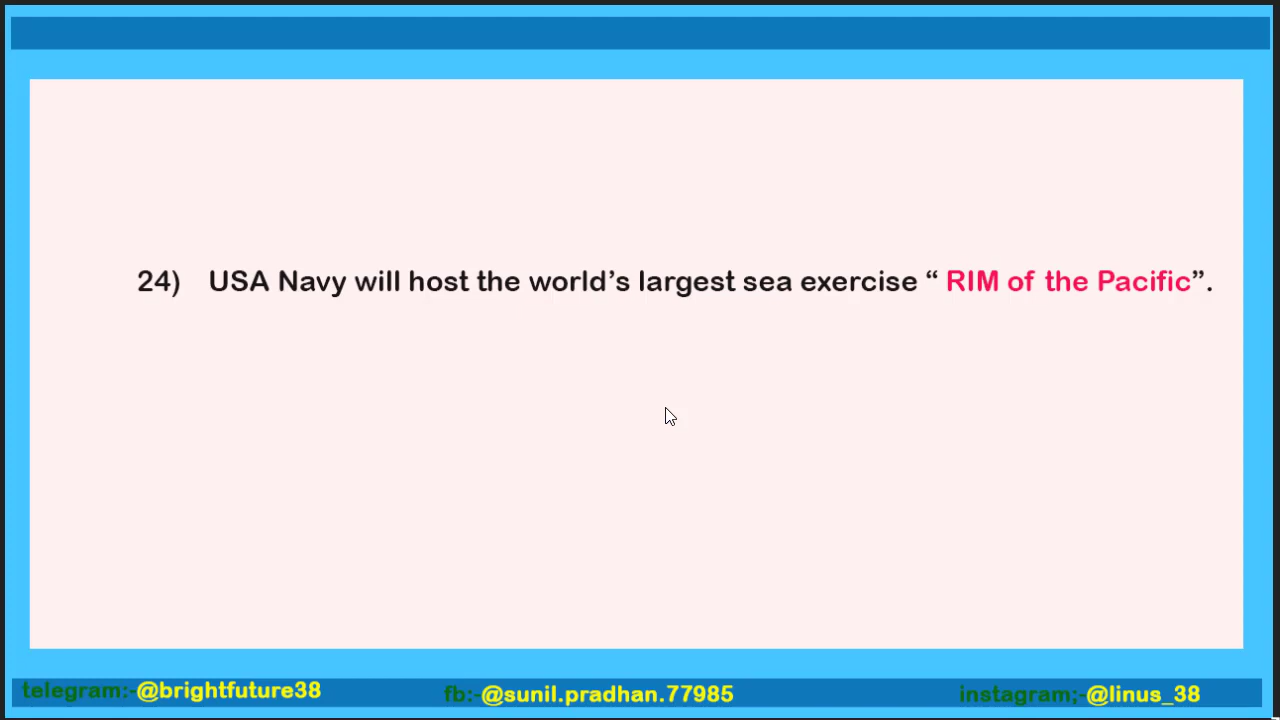 24) USA Navy will host the world’s largest sea exercise “ RIM of the Pacific”.
telegram:-@brightfuture38 fb:-@sunil.pradhan.77985 instagram;-@linus_38